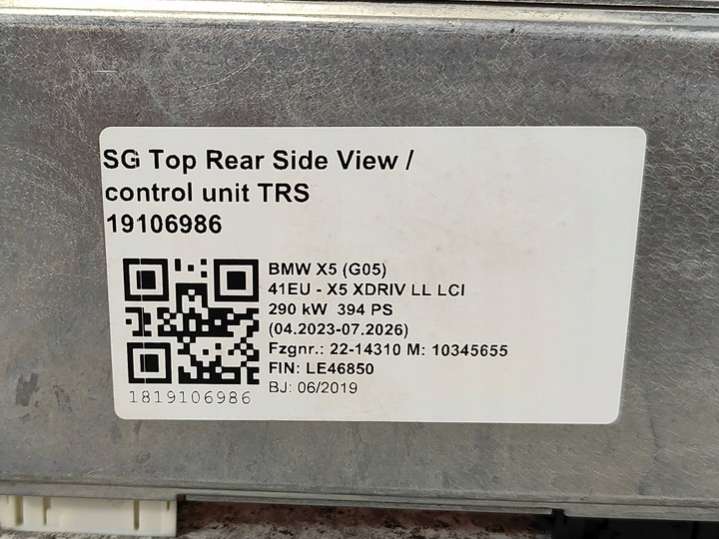 SG Top Rear Side View /
control unit TRS
19106986
BMW X5 (G05)
41EU - X5 XDRIV LL LCI
290 kW 394 PS
(04.2023-07.2026)
Fzgnr.: 22-14310 M: 10345655
FIN: LE46850
BJ: 06/2019
1819106986